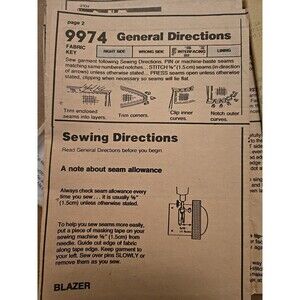 page 2
9974 General Directions
FABRIC KEY
RIGHT SIDE
WRONG SIDE
INTERFACING
LINING
Sew garment following Sewing Directions. PIN or machine-baste seams
matching same numbered notches... STITCH ⅝" (1.5cm) seams (in direction
of arrows) unless otherwise stated... PRESS seams open unless otherwise
stated, clipping when necessary so seams will lie flat.
Trim enclosed
seams into layers.
Trim corners.
Clip inner
curves.
Notch outer
curves.
Sewing Directions
Read General Directions before you begin.
A note about seam allowance
Always check seam allowance every
time you sew... it is usually ⅝"
(1.5cm) unless otherwise stated.
To help you sew seams more easily,
put a piece of masking tape on your
sewing machine ⅝" (1.5cm) from
needle. Guide cut edge of fabric
along tape edge. Keep garment to
your left. Sew over pins SLOWLY or
remove them as you sew.
BLAZER